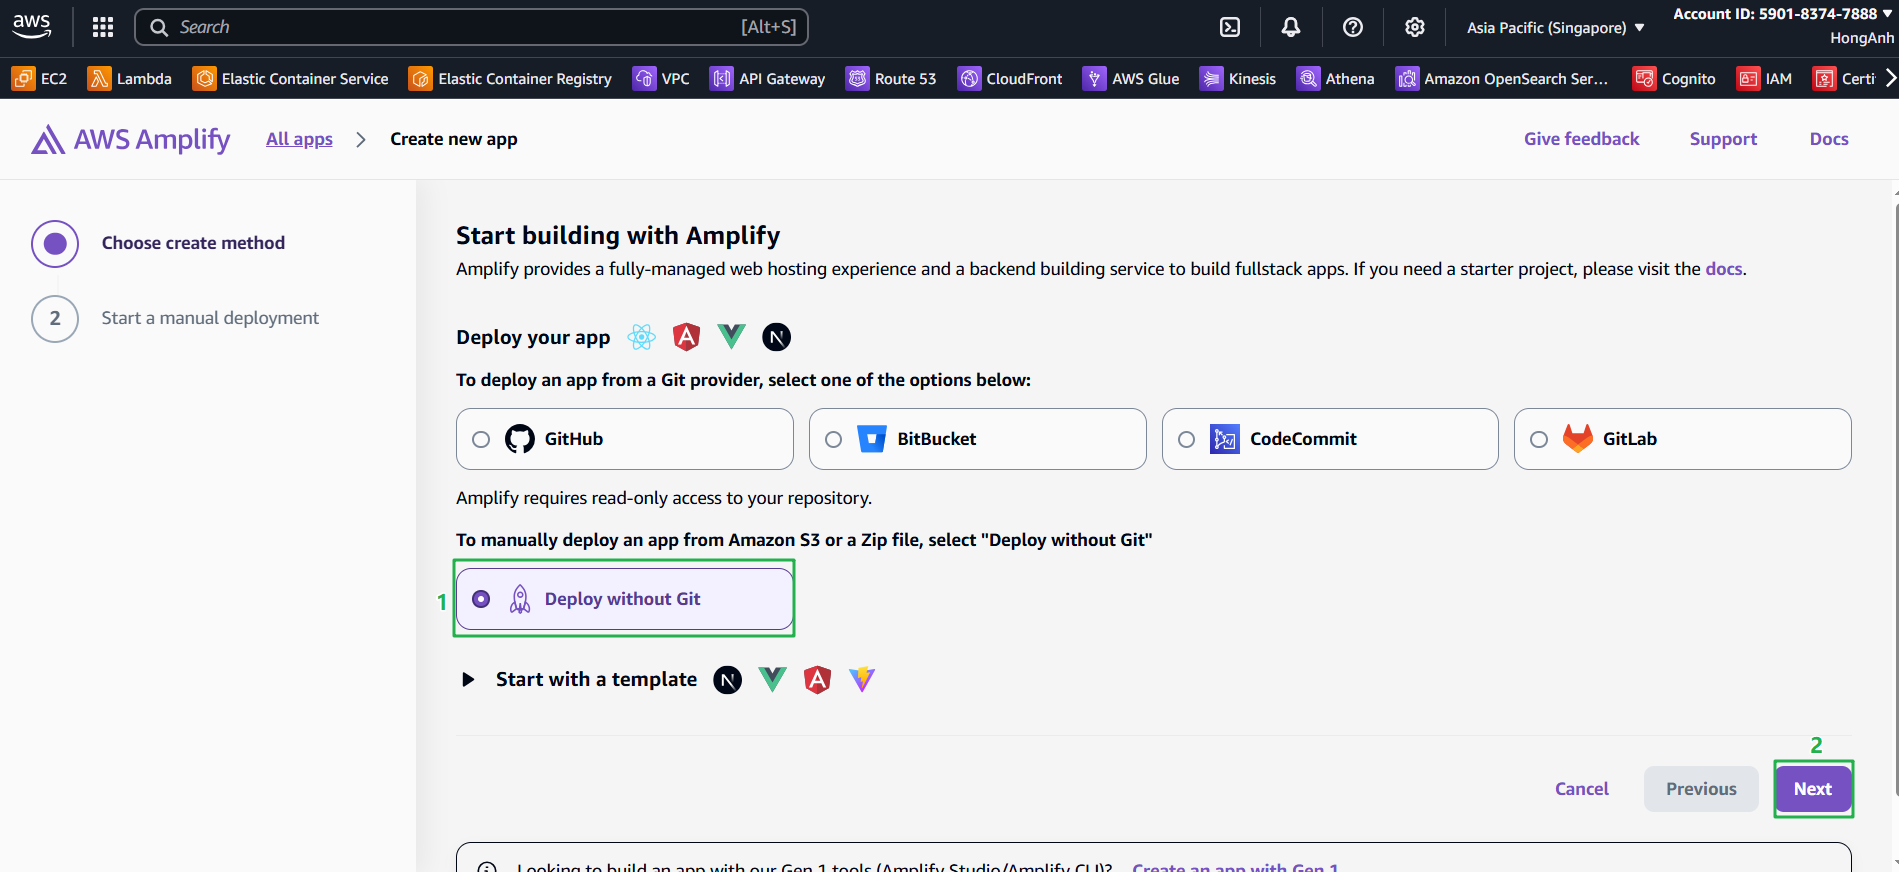 aws
Search [Alt+S]
Asia Pacific (Singapore)
Account ID: 5901-8374-7888
HongAnh
EC2 Lambda Elastic Container Service Elastic Container Registry VPC API Gateway Route 53 CloudFront AWS Glue Kinesis Athena Amazon OpenSearch Ser... Cognito IAM Certi
AWS Amplify All apps Create new app Give feedback Support Docs
Choose create method
2 Start a manual deployment
Start building with Amplify
Amplify provides a fully-managed web hosting experience and a backend building service to build fullstack apps. If you need a starter project, please visit the docs.
Deploy your app
To deploy an app from a Git provider, select one of the options below:
GitHub BitBucket CodeCommit GitLab
Amplify requires read-only access to your repository.
To manually deploy an app from Amazon S3 or a Zip file, select "Deploy without Git"
1 Deploy without Git
Start with a template
2
Cancel Previous Next
Looking to build an app with our Gen 1 tools (Amplify Studio/Amplify CLI)? Create an app with Gen 1